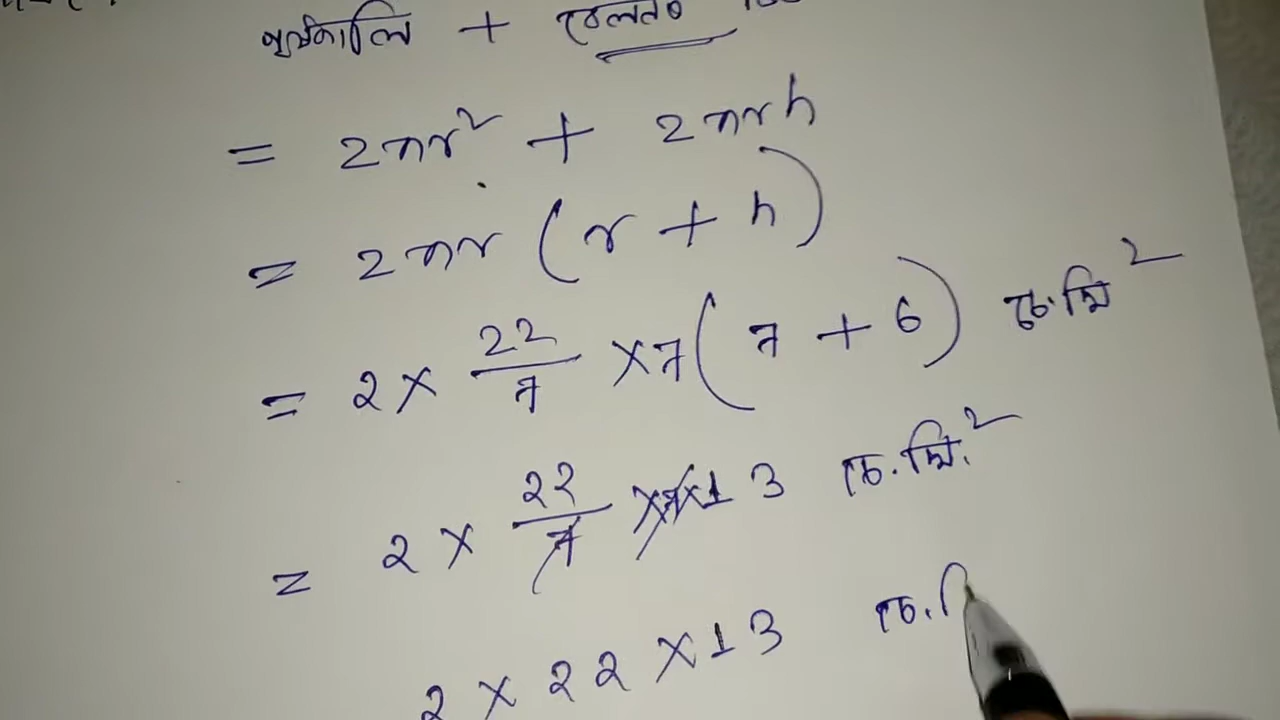 পৃষ্ঠকালি +
= 2πr² + 2πrh
= 2πr (r + h)
= 2 × 22/7 × 7 ( 7 + 6 ) চে.মি²
= 2 × 22/7 × 7 × 13 চে.মি.²
2 × 22 × 13 চে.